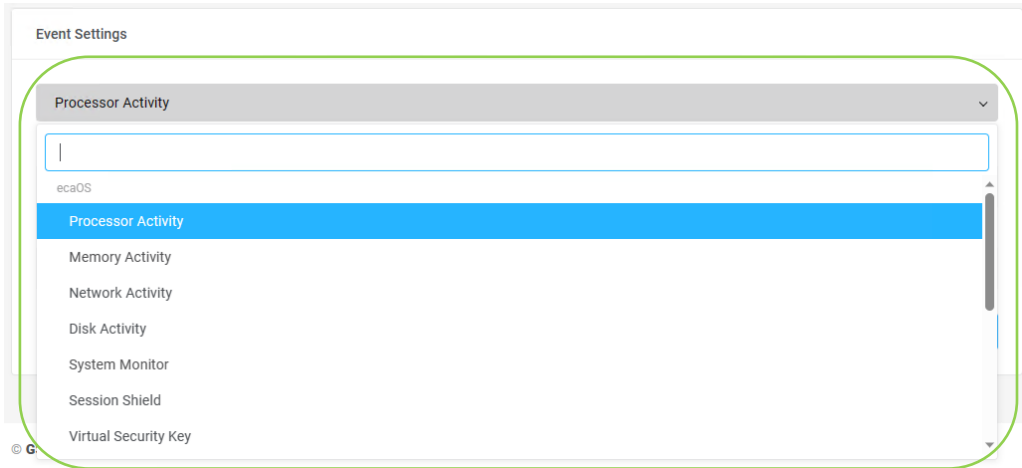 Event Settings
Processor Activity
ecaOS
Processor Activity
Memory Activity
Network Activity
Disk Activity
System Monitor
Session Shield
Virtual Security Key
©